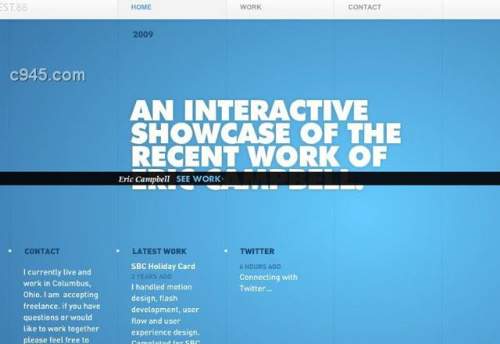 EST.88
HOME
WORK
CONTACT
2009
c945.com
AN INTERACTIVE
SHOWCASE OF THE
RECENT WORK OF
ERIC CAMPBELL.
Eric Campbell SEE WORK
CONTACT
I currently live and
work in Columbus,
Ohio. I am accepting
freelance. if you have
questions or would
like to work together
please feel free to
LATEST WORK
SBC Holiday Card
2 YEARS AGO
I handled motion
design, flash
development, user
flow and user
experience design.
Completed for SBC
TWITTER
6 HOURS AGO
Connecting with
Twitter...